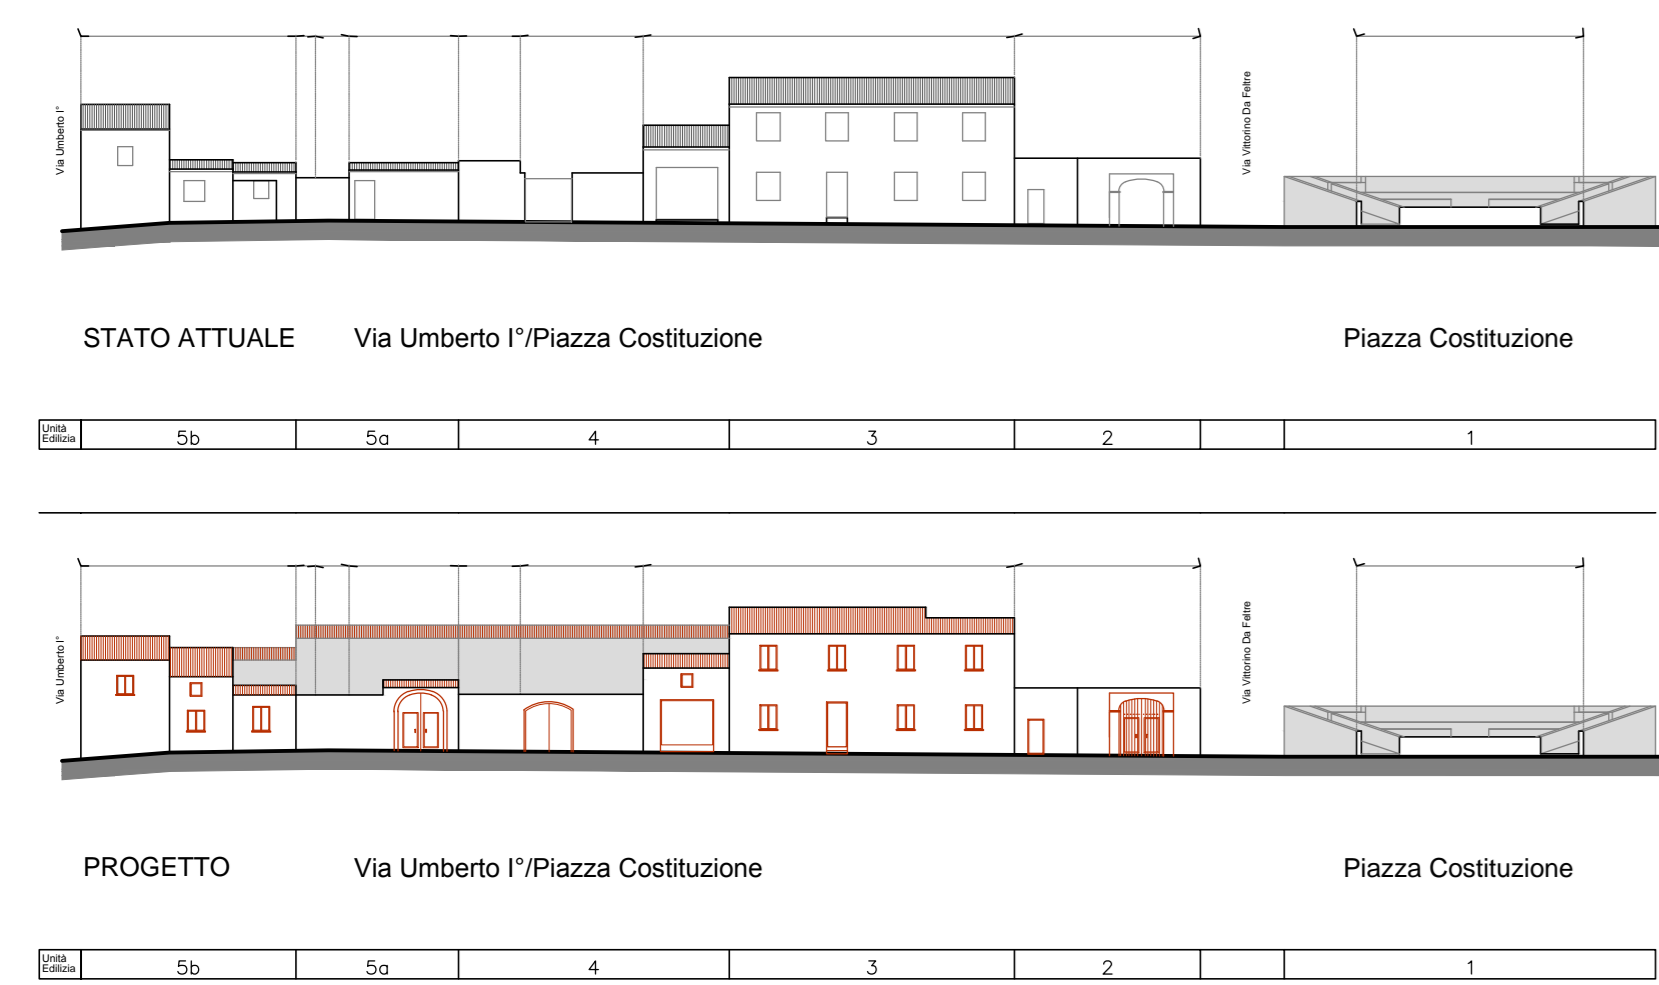 Via Umberto I°
Via Vittorino Da Feltre
STATO ATTUALE Via Umberto I°/Piazza Costituzione Piazza Costituzione
Unità
Edilizia 5b 5a 4 3 2 1
Via Umberto I°
Via Vittorino Da Feltre
PROGETTO Via Umberto I°/Piazza Costituzione Piazza Costituzione
Unità
Edilizia 5b 5a 4 3 2 1